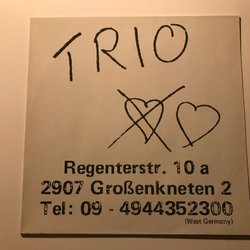 TRIO
Regenterstr. 10 a
2907 Großenkneten 2
Tel: 09 - 4944352300
(West Germany)